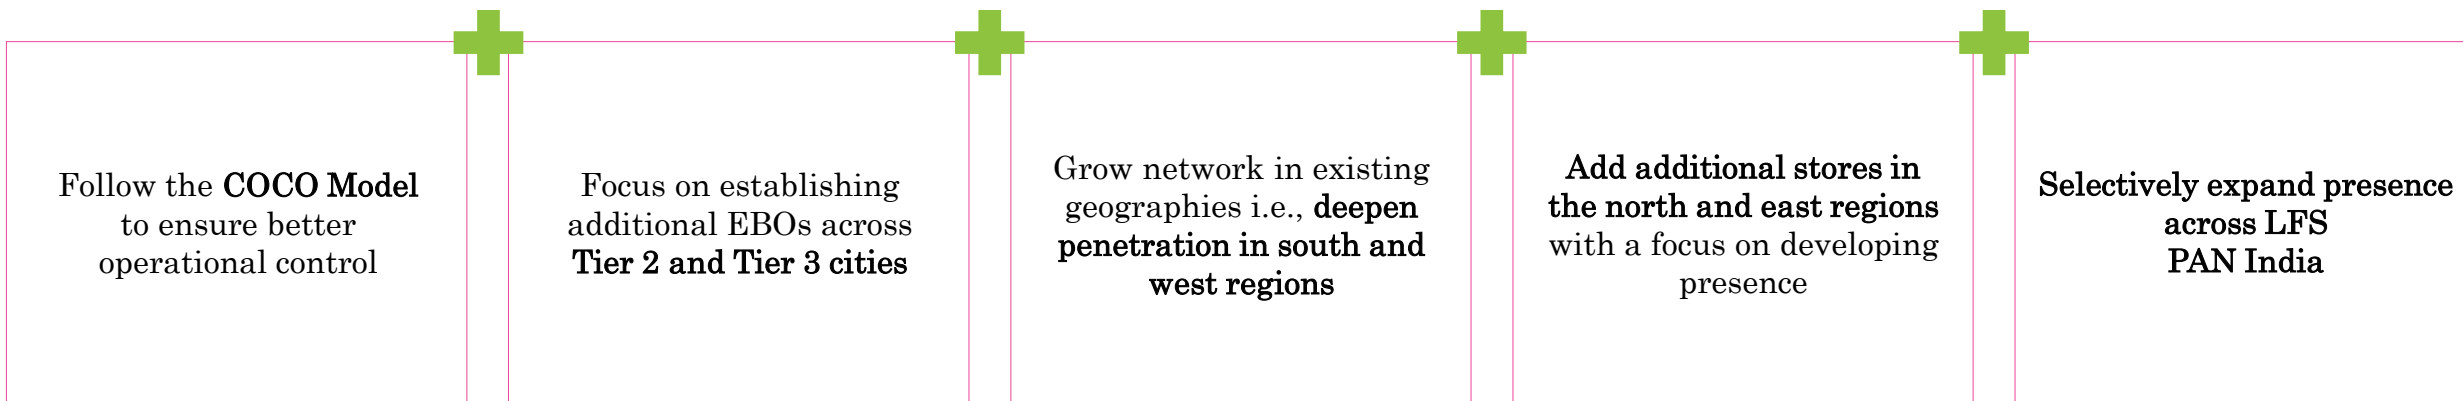 Follow the COCO Model
to ensure better
operational control
Focus on establishing
additional EBOs across
Tier 2 and Tier 3 cities
Grow network in existing
geographies i.e., deepen
penetration in south and
west regions
Add additional stores in
the north and east regions
with a focus on developing
presence
Selectively expand presence
across LFS
PAN India